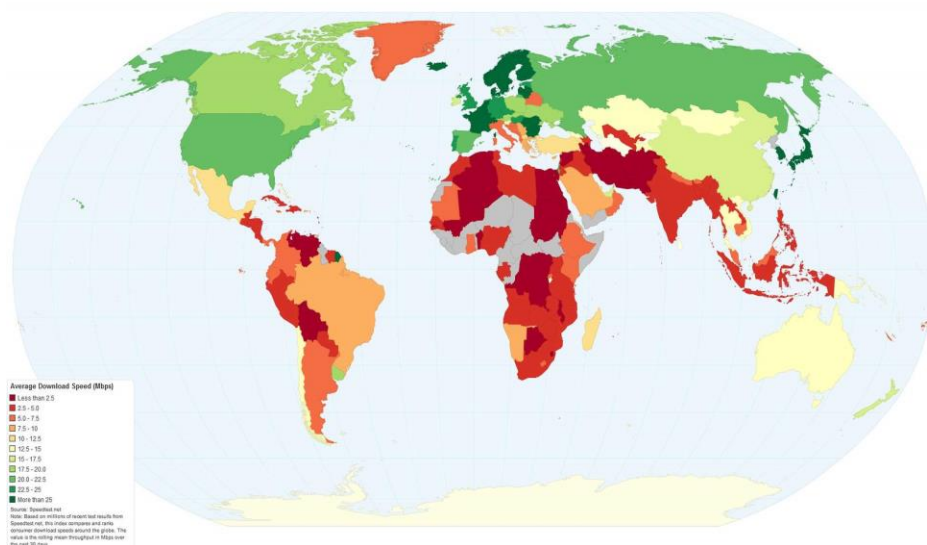 Average Download Speed (Mbps)
Less than 2.5
2.5 - 5.0
5.0 - 7.5
7.5 - 10
10 - 12.5
12.5 - 15
15 - 17.5
17.5 - 20.0
20.0 - 22.5
22.5 - 25
More than 25
Source: Speedtest.net
Note: Based on millions of recent test results from
Speedtest.net, this index compares and ranks
consumer download speeds around the globe. The
value is the rolling mean throughput in Mbps over
the past 30 days